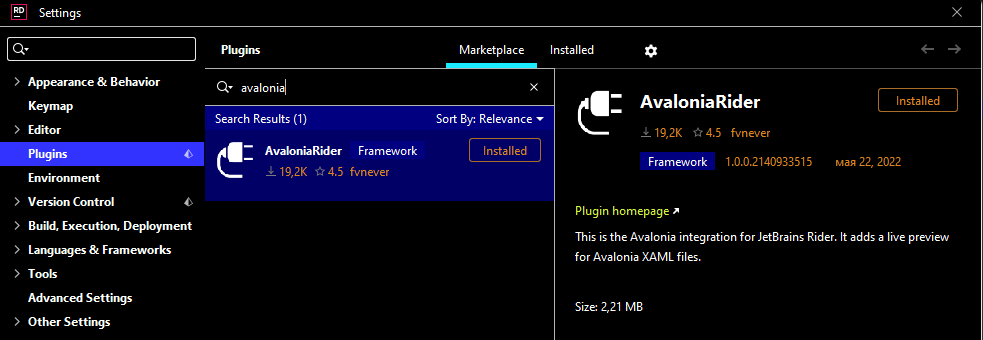 RD Settings
Plugins Marketplace Installed
Appearance & Behavior
Keymap
Editor
Plugins
Environment
Version Control
Build, Execution, Deployment
Languages & Frameworks
Tools
Advanced Settings
Other Settings
avalonia
Search Results (1) Sort By: Relevance
AvaloniaRider Framework Installed
19,2K 4.5 fvnever
AvaloniaRider Installed
19,2K 4.5 fvnever
Framework 1.0.0.2140933515 мая 22, 2022
Plugin homepage
This is the Avalonia integration for JetBrains Rider. It adds a live preview
for Avalonia XAML files.
Size: 2,21 MB